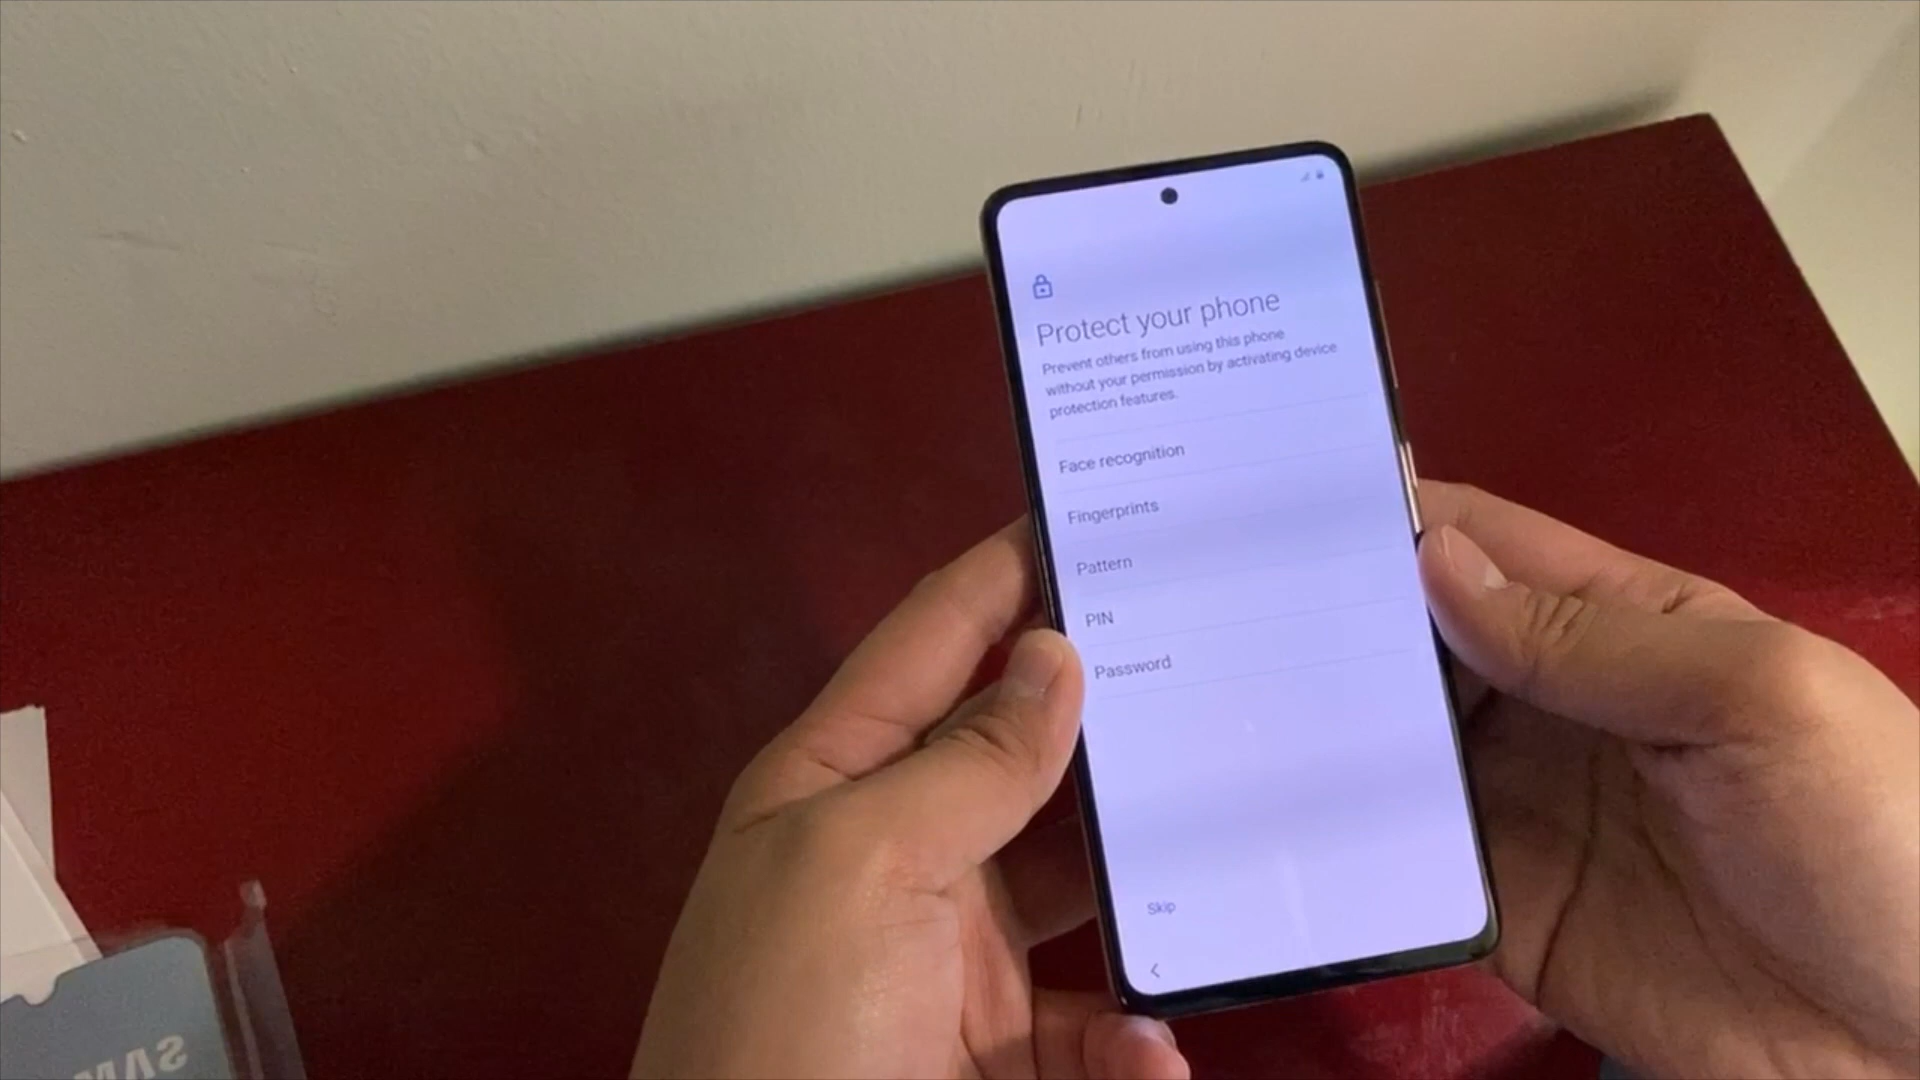 Protect your phone
Prevent others from using this phone
without your permission by activating device
protection features.
Face recognition
Fingerprints
Pattern
PIN
Password
Skip
SAM